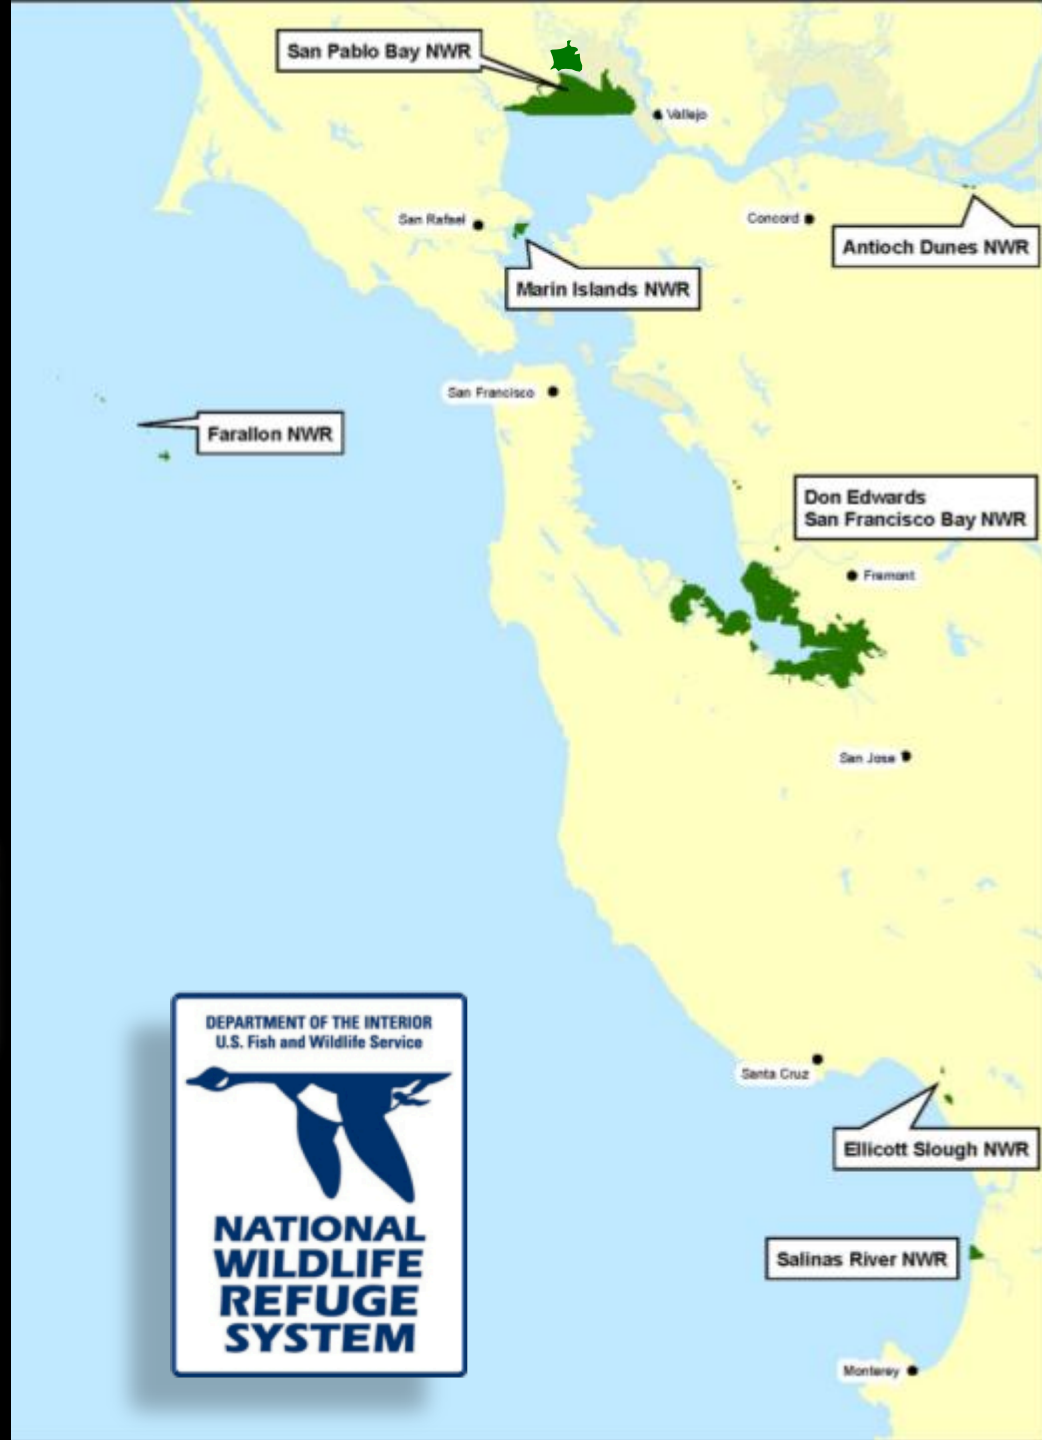 San Pablo Bay NWR
Vallejo
San Rafael
Concord
Antioch Dunes NWR
Marin Islands NWR
San Francisco
Farallon NWR
Don Edwards
San Francisco Bay NWR
Fremont
San Jose
DEPARTMENT OF THE INTERIOR
U.S. Fish and Wildlife Service
NATIONAL
WILDLIFE
REFUGE
SYSTEM
Santa Cruz
Ellicott Slough NWR
Salinas River NWR
Monterey